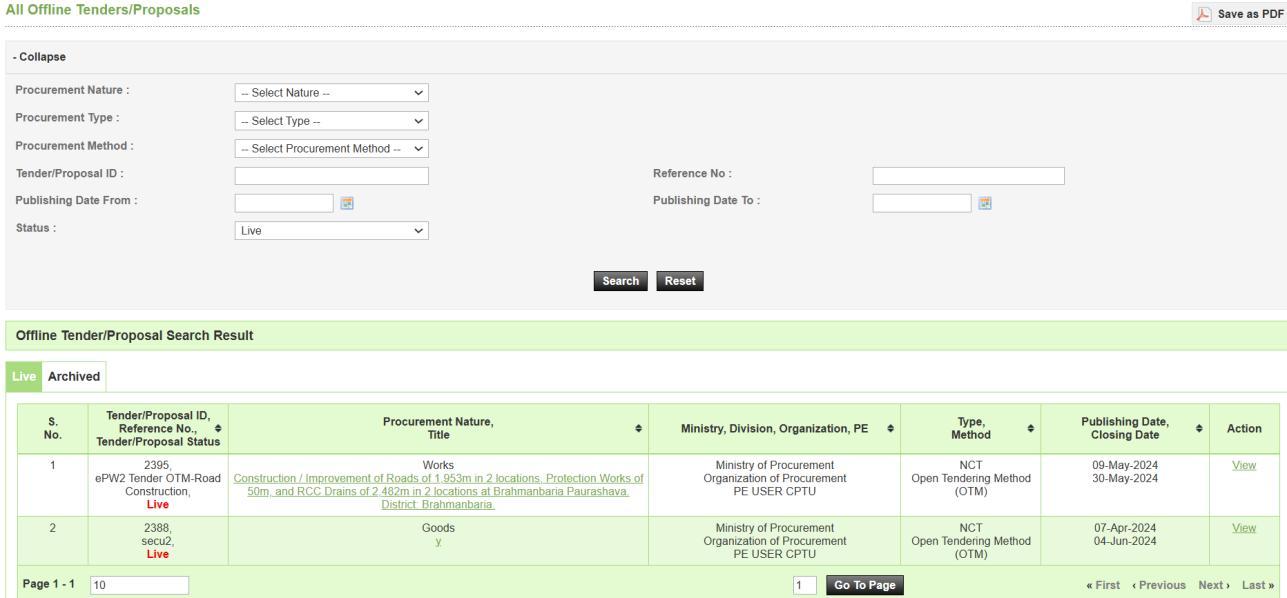 All Offline Tenders/Proposals
Save as PDF
- Collapse
Procurement Nature :
-- Select Nature --
Procurement Type :
-- Select Type --
Procurement Method :
-- Select Procurement Method --
Tender/Proposal ID :
Reference No :
Publishing Date From :
Publishing Date To :
Status :
Live
Search Reset
Offline Tender/Proposal Search Result
Live Archived
S.
No.
Tender/Proposal ID,
Reference No.,
Tender/Proposal Status
Procurement Nature,
Title
Ministry, Division, Organization, PE
Type,
Method
Publishing Date,
Closing Date
Action
1
2395,
ePW2 Tender OTM-Road
Construction,
Live
Works
Construction / Improvement of Roads of 1,953m in 2 locations, Protection Works of
50m, and RCC Drains of 2,482m in 2 locations at Brahmanbaria Paurashava.
District: Brahmanbaria.
Ministry of Procurement
Organization of Procurement
PE USER CPTU
NCT
Open Tendering Method
(OTM)
09-May-2024
30-May-2024
View
2
2388,
secu2,
Live
Goods
y
Ministry of Procurement
Organization of Procurement
PE USER CPTU
NCT
Open Tendering Method
(OTM)
07-Apr-2024
04-Jun-2024
View
Page 1 - 1 10 1 Go To Page « First ‹ Previous Next › Last »